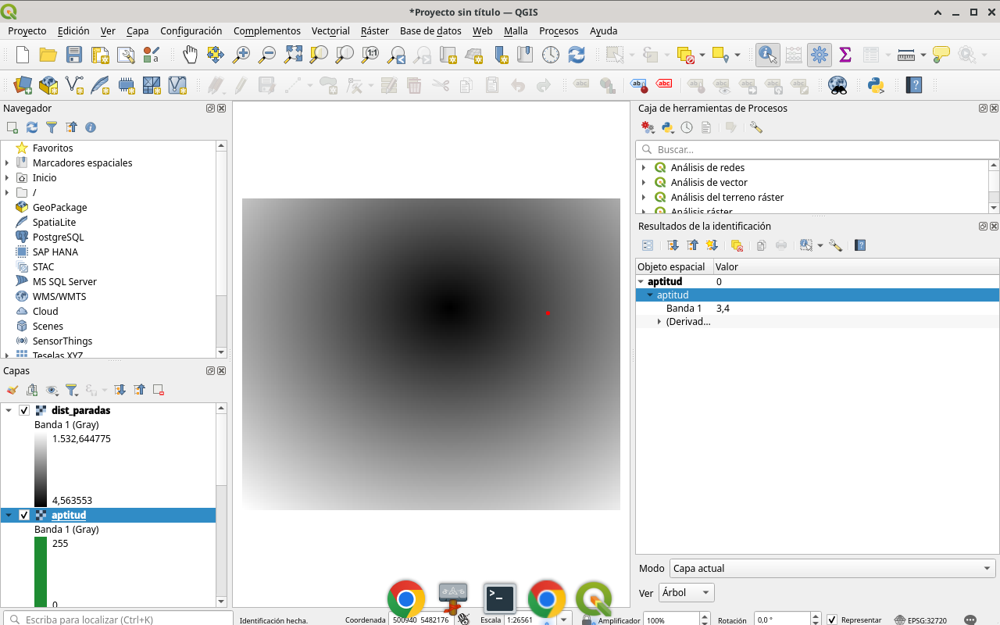 *Proyecto sin título — QGIS
Proyecto Edición Ver Capa Configuración Complementos Vectorial Ráster Base de datos Web Malla Procesos Ayuda
1:1
abc abc abc
Navegador
Favoritos
Marcadores espaciales
Inicio
/
GeoPackage
SpatiaLite
PostgreSQL
SAP HANA
STAC
MS SQL Server
WMS/WMTS
Cloud
Scenes
SensorThings
Teselas XYZ
Capas
dist_paradas
Banda 1 (Gray)
1.532,644775
4,563553
aptitud
Banda 1 (Gray)
255
0
Caja de herramientas de Procesos
Buscar...
Análisis de redes
Análisis de vector
Análisis del terreno ráster
Análisis ráster
Resultados de la identificación
Objeto espacial Valor
aptitud 0
aptitud
Banda 1 3,4
(Derivad...
Modo Capa actual
Ver Árbol
Escriba para localizar (Ctrl+K) Identificación hecha. Coordenada 500940 5482176 Escala 1:26561 Amplificador 100% Rotación 0,0 ° Representar EPSG:32720